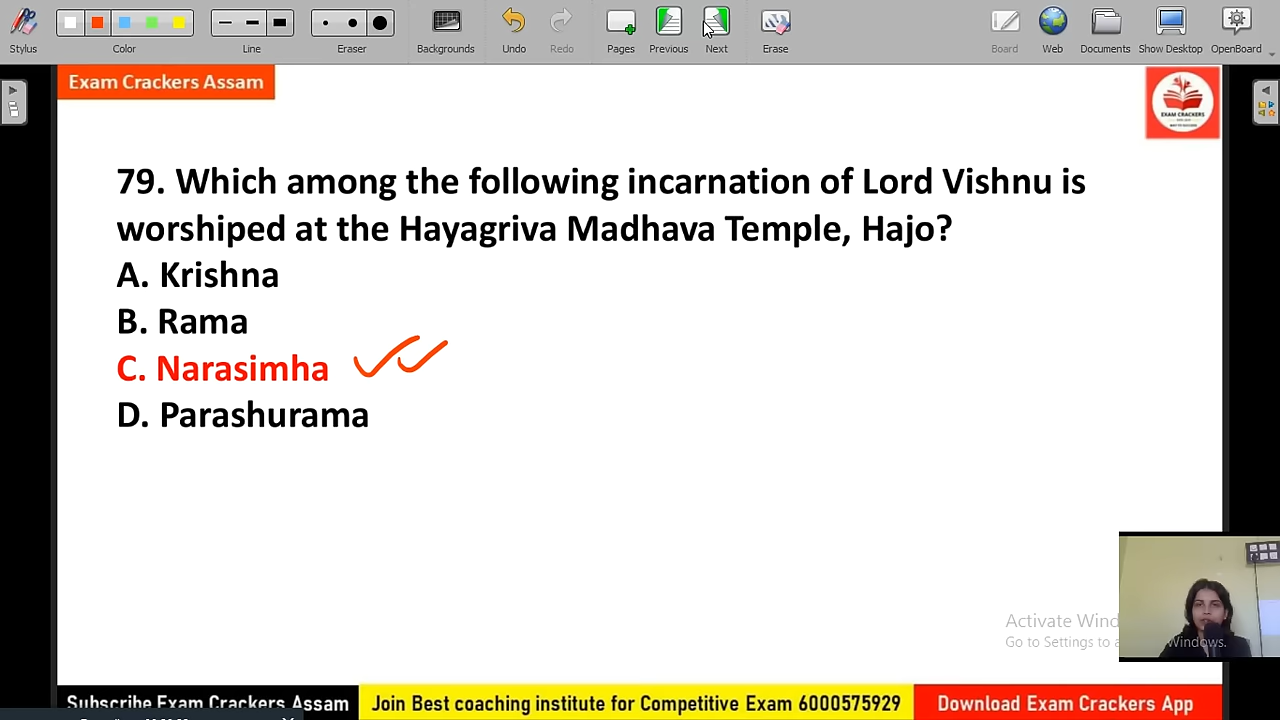 Stylus
Color
Line
Eraser
Backgrounds
Undo
Redo
Pages
Previous
Next
Erase
Board
Web
Documents
Show Desktop
OpenBoard
Exam Crackers Assam
EXAM CRACKERS
79. Which among the following incarnation of Lord Vishnu is
worshiped at the Hayagriva Madhava Temple, Hajo?
A. Krishna
B. Rama
C. Narasimha
D. Parashurama
Activate Wind
Go to Settings to a Windows.
Subscribe Exam Crackers Assam
Join Best coaching institute for Competitive Exam 6000575929
Download Exam Crackers App